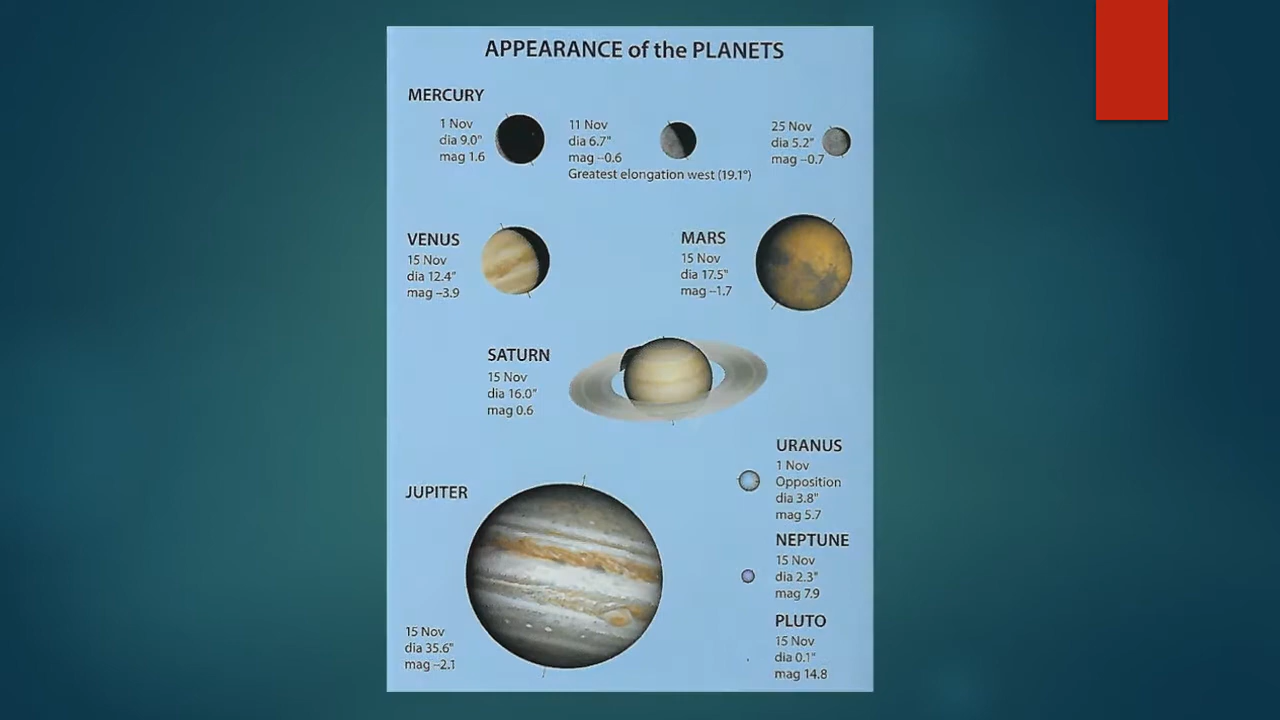 APPEARANCE of the PLANETS
MERCURY
1 Nov
dia 9.0"
mag 1.6
11 Nov
dia 6.7"
mag –0.6
Greatest elongation west (19.1°)
25 Nov
dia 5.2"
mag –0.7
VENUS
15 Nov
dia 12.4"
mag –3.9
MARS
15 Nov
dia 17.5"
mag –1.7
SATURN
15 Nov
dia 16.0"
mag 0.6
JUPITER
15 Nov
dia 35.6"
mag –2.1
URANUS
1 Nov
Opposition
dia 3.8"
mag 5.7
NEPTUNE
15 Nov
dia 2.3"
mag 7.9
PLUTO
15 Nov
dia 0.1"
mag 14.8